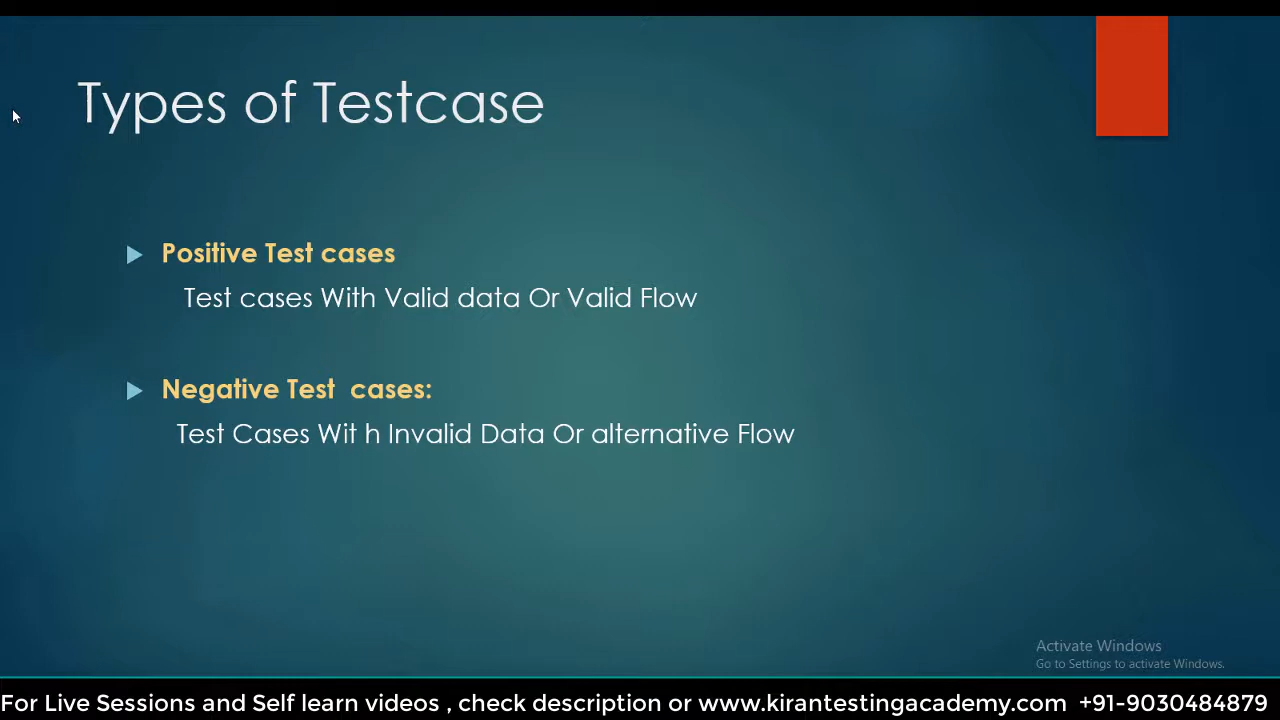 Types of Testcase
Positive Test cases
Test cases With Valid data Or Valid Flow
Negative Test cases:
Test Cases Wit h Invalid Data Or alternative Flow
Activate Windows
Go to Settings to activate Windows.
For Live Sessions and Self learn videos , check description or www.kirantestingacademy.com +91-9030484879